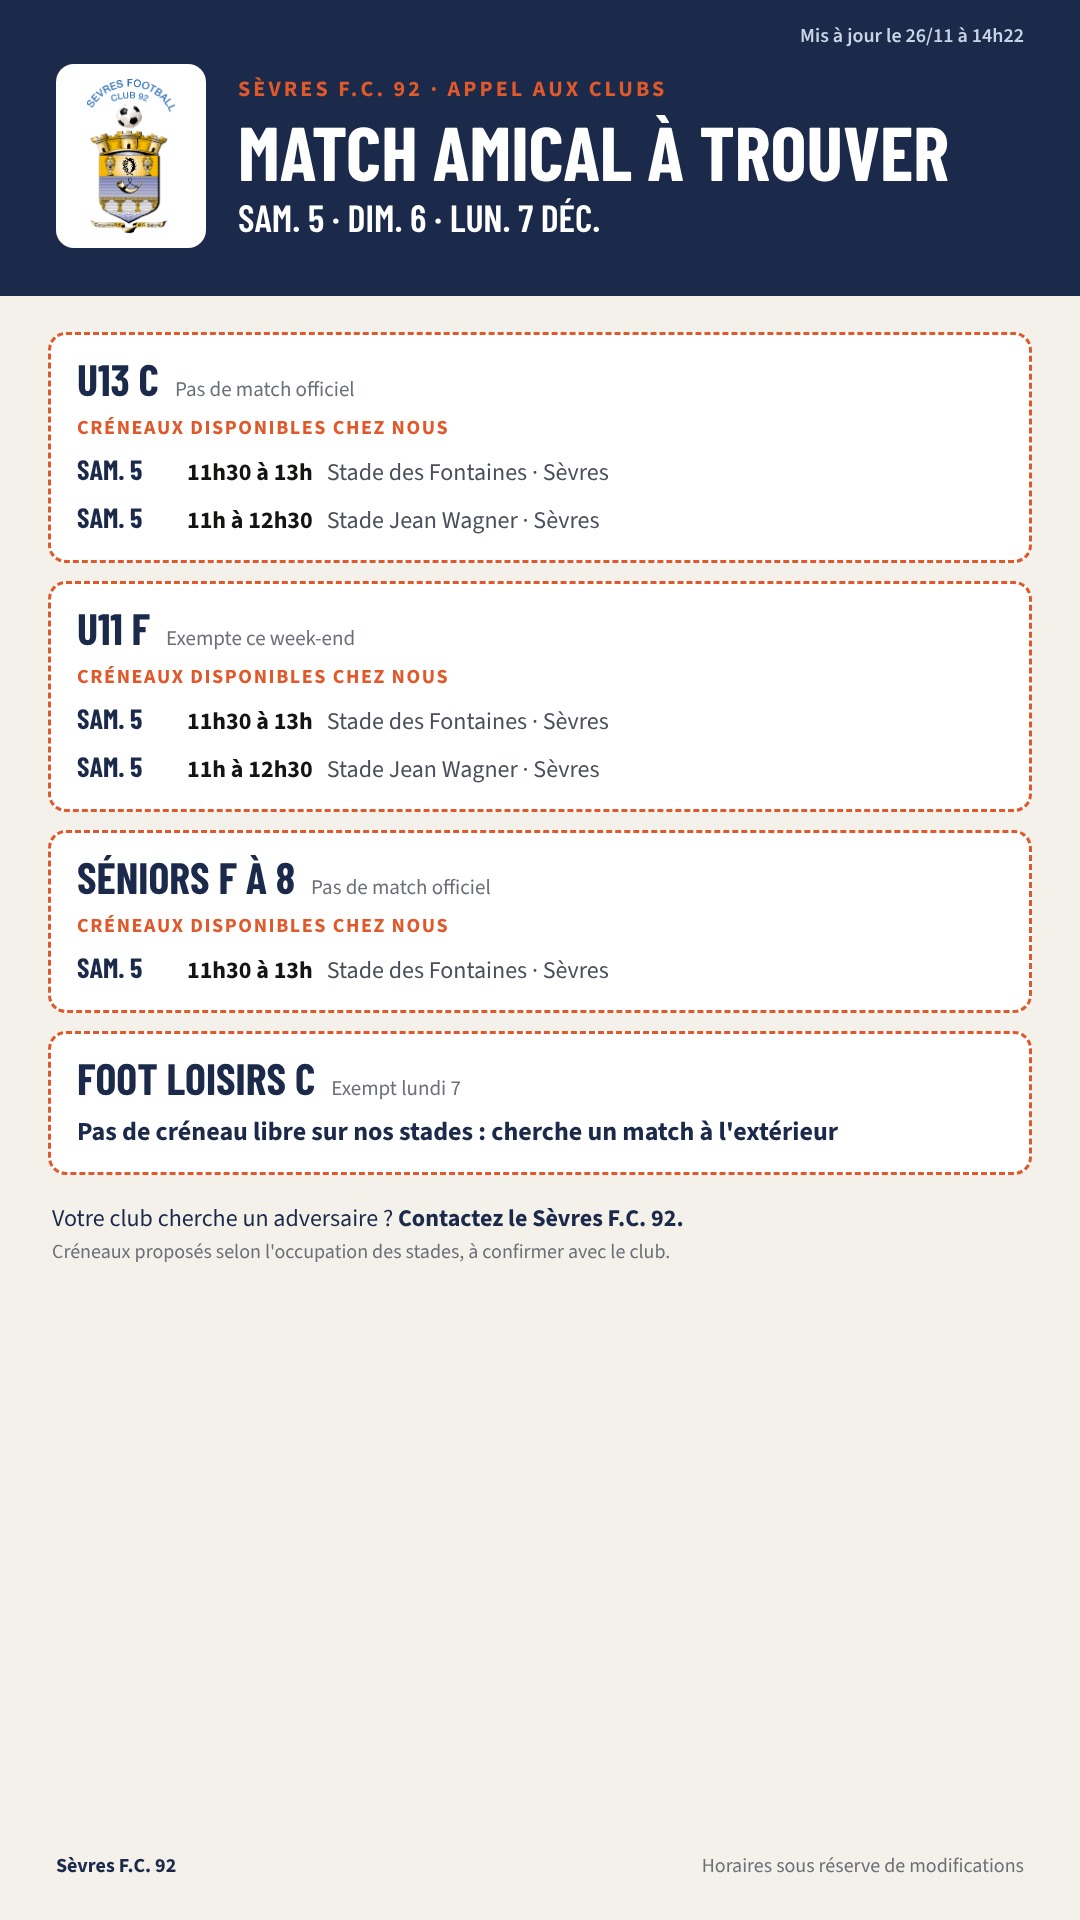 Mis à jour le 26/11 à 14h22
SEVRES FOOTBALL
CLUB 92
SÈVRES F.C. 92 · APPEL AUX CLUBS
MATCH AMICAL À TROUVER
SAM. 5 · DIM. 6 · LUN. 7 DÉC.
U13 C Pas de match officiel
CRÉNEAUX DISPONIBLES CHEZ NOUS
SAM. 5 11h30 à 13h Stade des Fontaines · Sèvres
SAM. 5 11h à 12h30 Stade Jean Wagner · Sèvres
U11 F Exempte ce week-end
CRÉNEAUX DISPONIBLES CHEZ NOUS
SAM. 5 11h30 à 13h Stade des Fontaines · Sèvres
SAM. 5 11h à 12h30 Stade Jean Wagner · Sèvres
SÉNIORS F À 8 Pas de match officiel
CRÉNEAUX DISPONIBLES CHEZ NOUS
SAM. 5 11h30 à 13h Stade des Fontaines · Sèvres
FOOT LOISIRS C Exempt lundi 7
Pas de créneau libre sur nos stades : cherche un match à l'extérieur
Votre club cherche un adversaire ? Contactez le Sèvres F.C. 92.
Créneaux proposés selon l'occupation des stades, à confirmer avec le club.
Sèvres F.C. 92
Horaires sous réserve de modifications